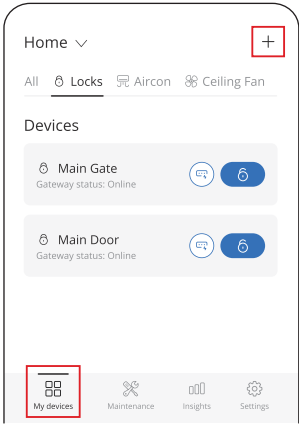 Home
All Locks Aircon Ceiling Fan
Devices
Main Gate
Gateway status: Online
Main Door
Gateway status: Online
My devices Maintenance Insights Settings